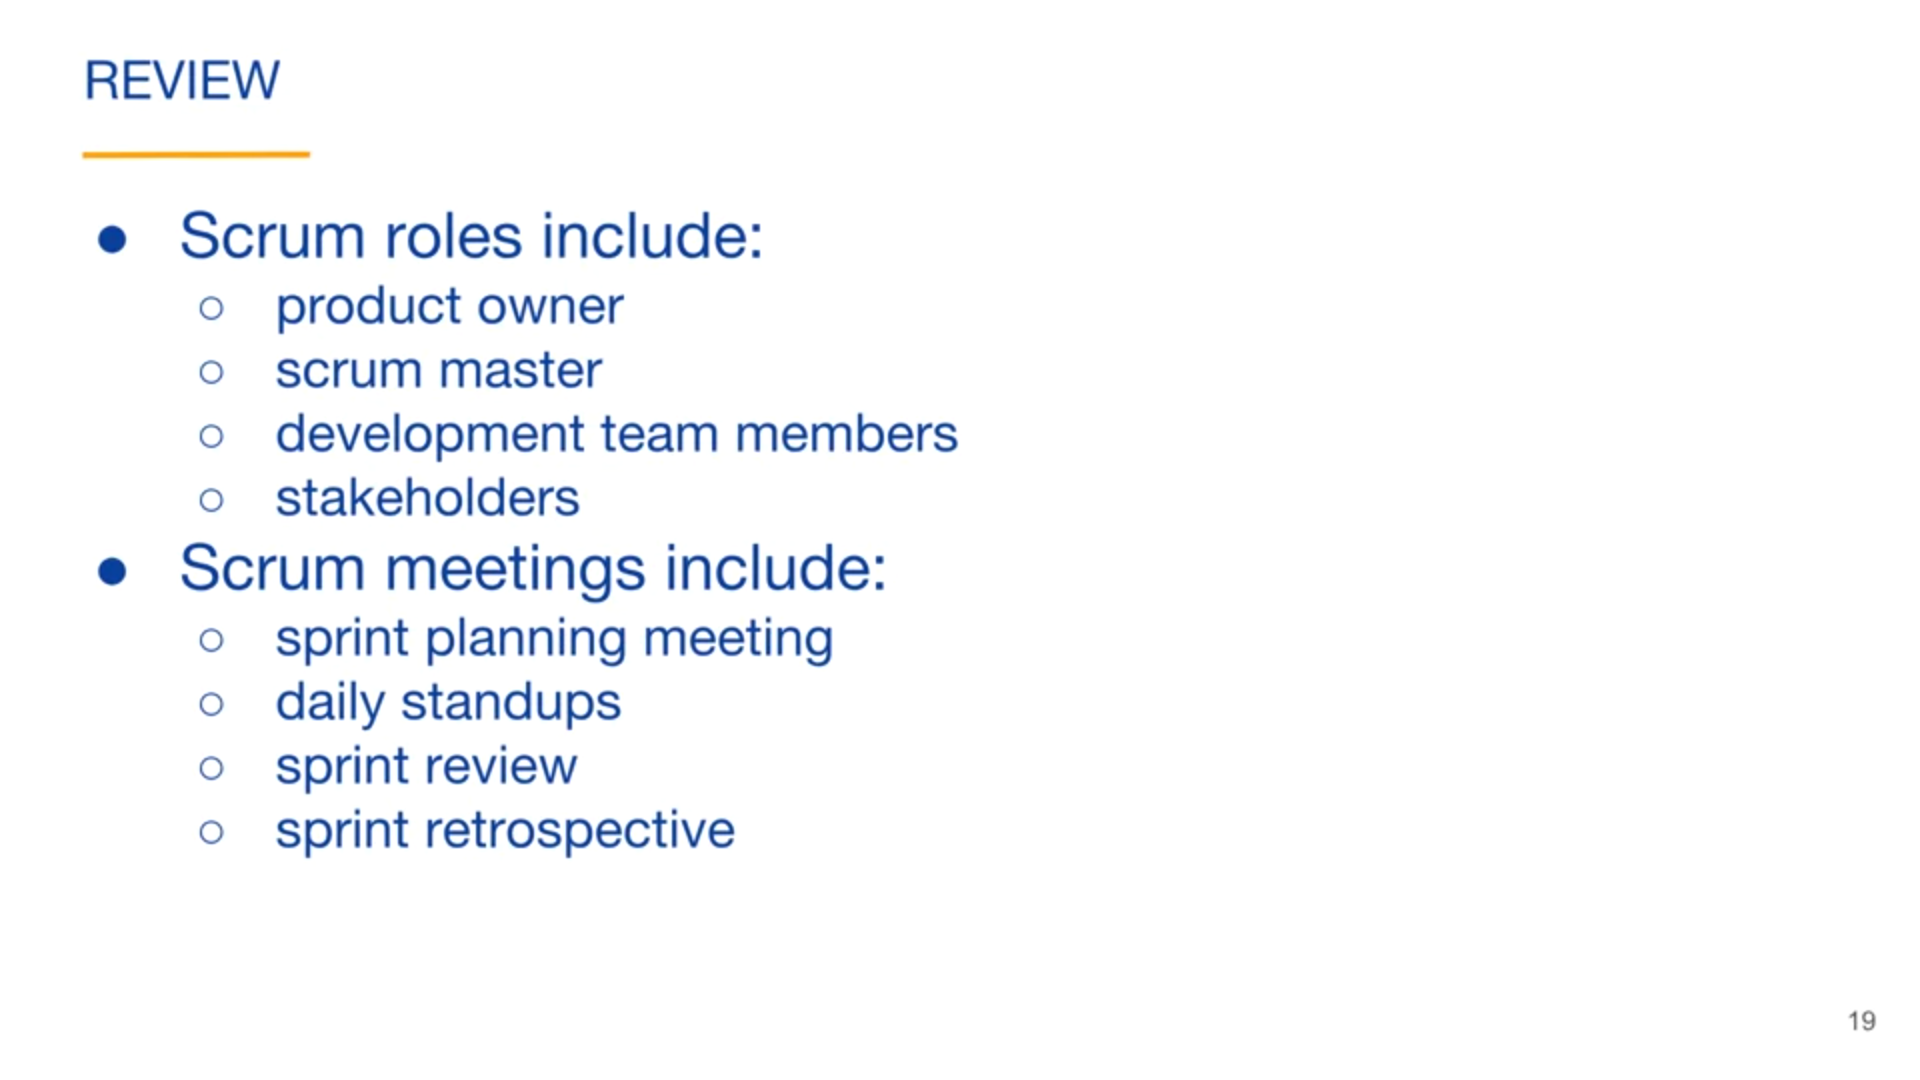 REVIEW
● Scrum roles include:
○ product owner
○ scrum master
○ development team members
○ stakeholders
● Scrum meetings include:
○ sprint planning meeting
○ daily standups
○ sprint review
○ sprint retrospective
19